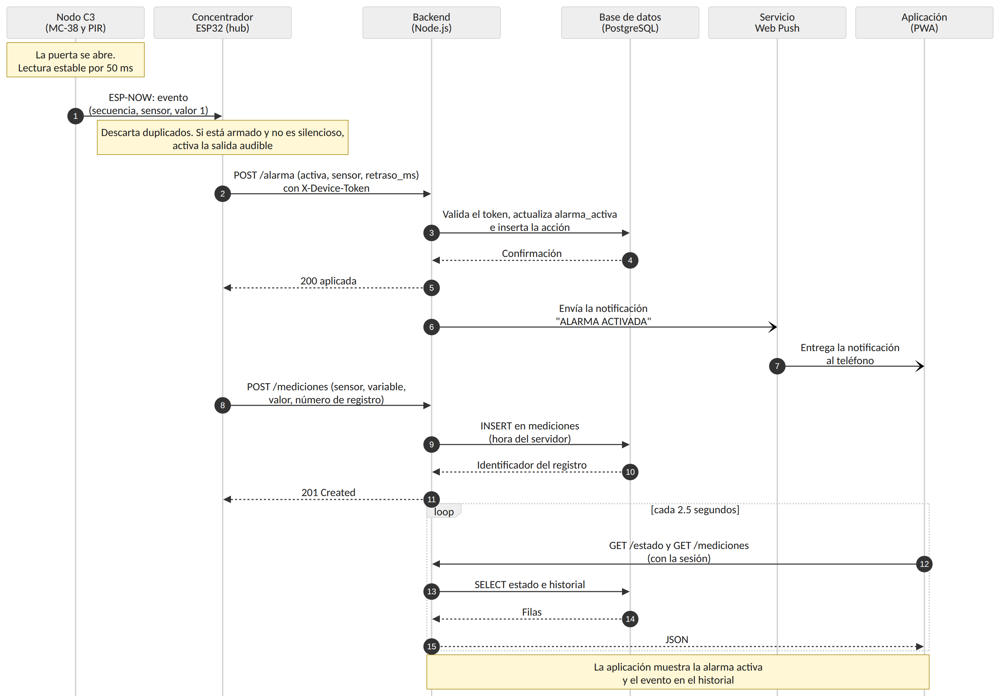 Nodo C3
(MC-38 y PIR)
Concentrador
ESP32 (hub)
Backend
(Node.js)
Base de datos
(PostgreSQL)
Servicio
Web Push
Aplicación
(PWA)
La puerta se abre.
Lectura estable por 50 ms
ESP-NOW: evento
(secuencia, sensor, valor 1)
1
Descarta duplicados. Si está armado y no es silencioso,
activa la salida audible
POST /alarma (activa, sensor, retraso_ms)
con X-Device-Token
2
Valida el token, actualiza alarma_activa
e inserta la acción
3
Confirmación
4
200 aplicada
5
Envía la notificación
"ALARMA ACTIVADA"
6
Entrega la notificación
al teléfono
7
POST /mediciones (sensor, variable,
valor, número de registro)
8
INSERT en mediciones
(hora del servidor)
9
Identificador del registro
10
201 Created
11
loop
[cada 2.5 segundos]
GET /estado y GET /mediciones
(con la sesión)
12
SELECT estado e historial
13
Filas
14
JSON
15
La aplicación muestra la alarma activa
y el evento en el historial